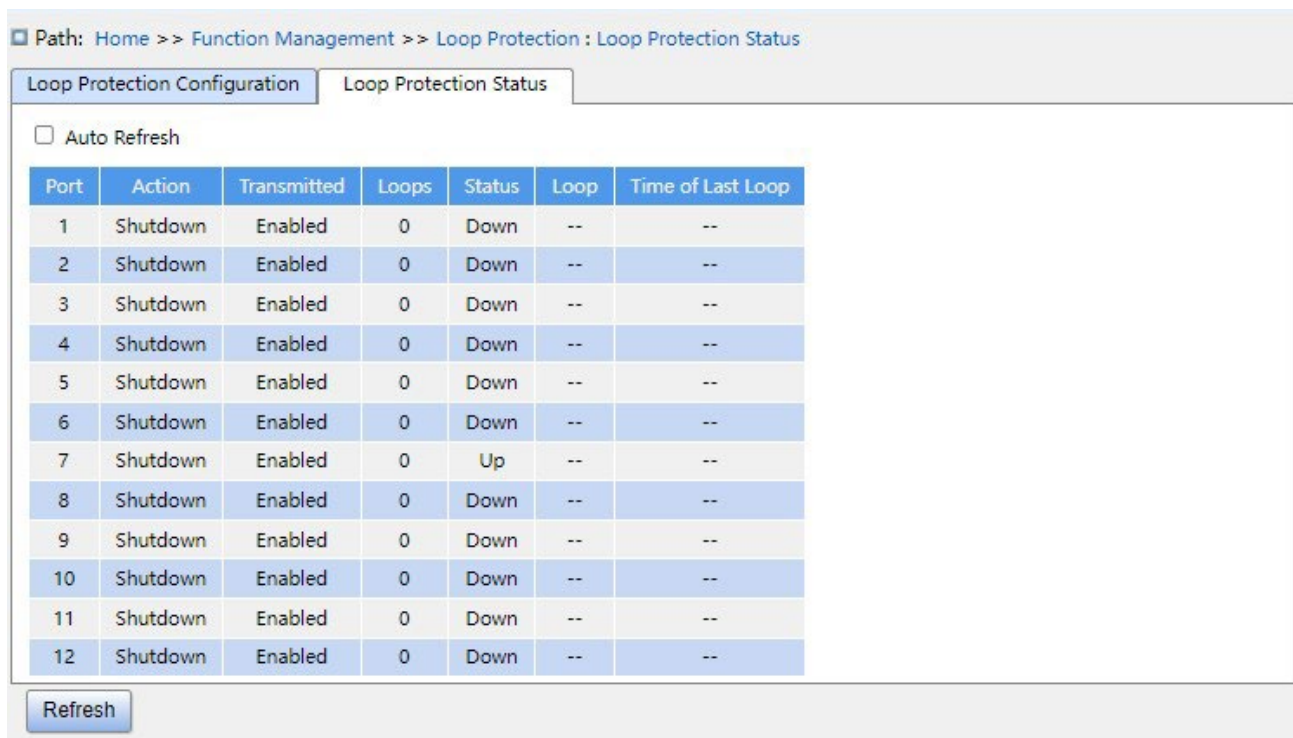 Path: Home >> Function Management >> Loop Protection : Loop Protection Status
Loop Protection Configuration Loop Protection Status
Auto Refresh
Port Action Transmitted Loops Status Loop Time of Last Loop
1 Shutdown Enabled 0 Down -- --
2 Shutdown Enabled 0 Down -- --
3 Shutdown Enabled 0 Down -- --
4 Shutdown Enabled 0 Down -- --
5 Shutdown Enabled 0 Down -- --
6 Shutdown Enabled 0 Down -- --
7 Shutdown Enabled 0 Up -- --
8 Shutdown Enabled 0 Down -- --
9 Shutdown Enabled 0 Down -- --
10 Shutdown Enabled 0 Down -- --
11 Shutdown Enabled 0 Down -- --
12 Shutdown Enabled 0 Down -- --
Refresh